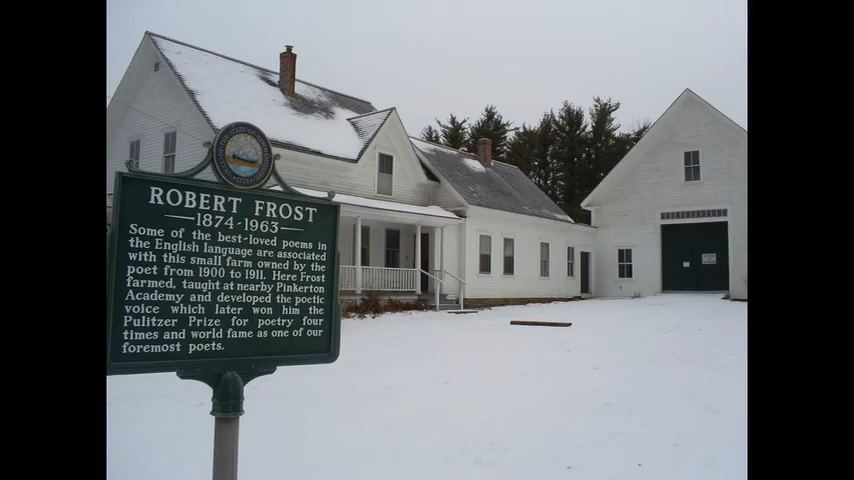 ROBERT FROST
1874-1963
Some of the best-loved poems in
the English language are associated
with this small farm owned by the
poet from 1900 to 1911. Here Frost
farmed, taught at nearby Pinkerton
Academy and developed the poetic
voice which later won him the
Pulitzer Prize for poetry four
times and world fame as one of our
foremost poets.